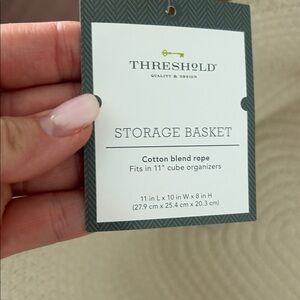 THRESHOLD
QUALITY & DESIGN
STORAGE BASKET
Cotton blend rope
Fits in 11" cube organizers
11 in L x 10 in W x 8 in H
(27.9 cm x 25.4 cm x 20.3 cm)